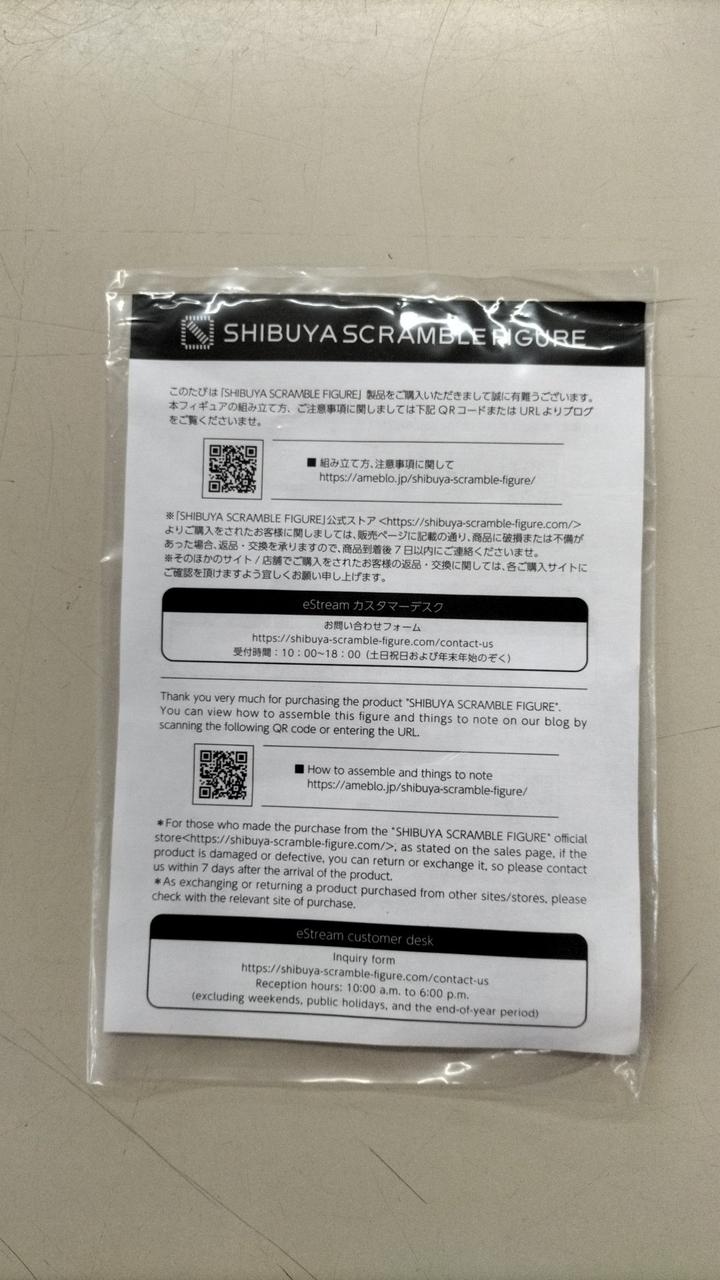 SHIBUYA SCRAMBLE FIGURE
このたびは「SHIBUYA SCRAMBLE FIGURE」製品をご購入いただきまして誠に有難うございます。
本フィギュアの組み立て方、ご注意事項に関しましては下記 QRコードまたは URLよりブログ
をご覧くださいませ。
■ 組み立て方、注意事項に関して
https://ameblo.jp/shibuya-scramble-figure/
※「SHIBUYA SCRAMBLE FIGURE」公式ストア <https://shibuya-scramble-figure.com/>
よりご購入をされたお客様に関しましては、販売ページに記載の通り、商品に破損または不備が
あった場合、返品・交換を承りますので、商品到着後 7 日以内にご連絡くださいませ。
※そのほかのサイト / 店舗でご購入をされたお客様の返品・交換に関しては、各ご購入サイトに
ご確認を頂けますよう宜しくお願い申し上げます。
eStream カスタマーデスク
お問い合わせフォーム
https://shibuya-scramble-figure.com/contact-us
受付時間：10：00~18：00（土日祝日および年末年始のぞく）
Thank you very much for purchasing the product "SHIBUYA SCRAMBLE FIGURE".
You can view how to assemble this figure and things to note on our blog by
scanning the following QR code or entering the URL.
■ How to assemble and things to note
https://ameblo.jp/shibuya-scramble-figure/
*For those who made the purchase from the "SHIBUYA SCRAMBLE FIGURE" official
store<https://shibuya-scramble-figure.com/>, as stated on the sales page, if the
product is damaged or defective, you can return or exchange it, so please contact
us within 7 days after the arrival of the product.
*As exchanging or returning a product purchased from other sites/stores, please
check with the relevant site of purchase.
eStream customer desk
Inquiry form
https://shibuya-scramble-figure.com/contact-us
Reception hours: 10:00 a.m. to 6:00 p.m.
(excluding weekends, public holidays, and the end-of-year period)